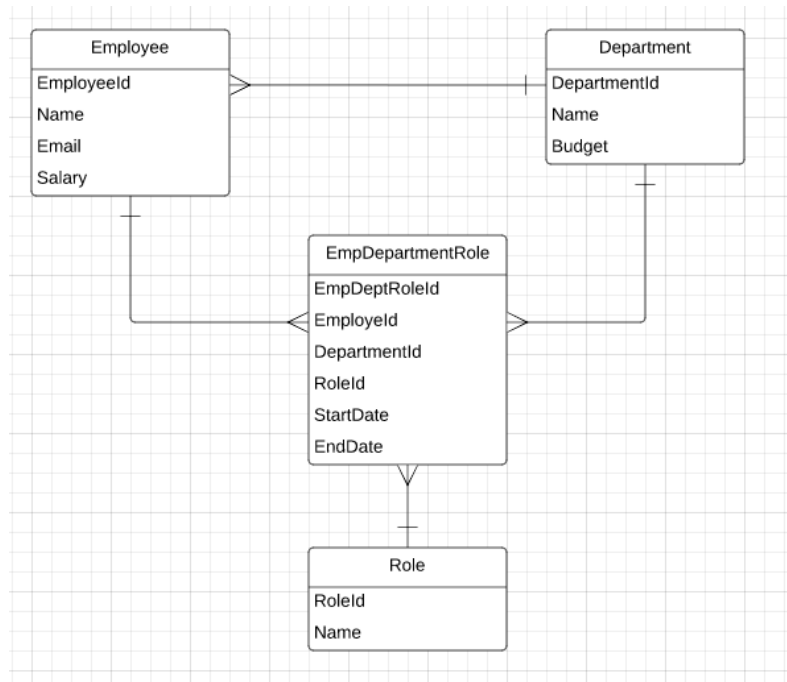 Employee
EmployeeId
Name
Email
Salary
Department
DepartmentId
Name
Budget
EmpDepartmentRole
EmpDeptRoleId
EmployeId
DepartmentId
RoleId
StartDate
EndDate
Role
RoleId
Name